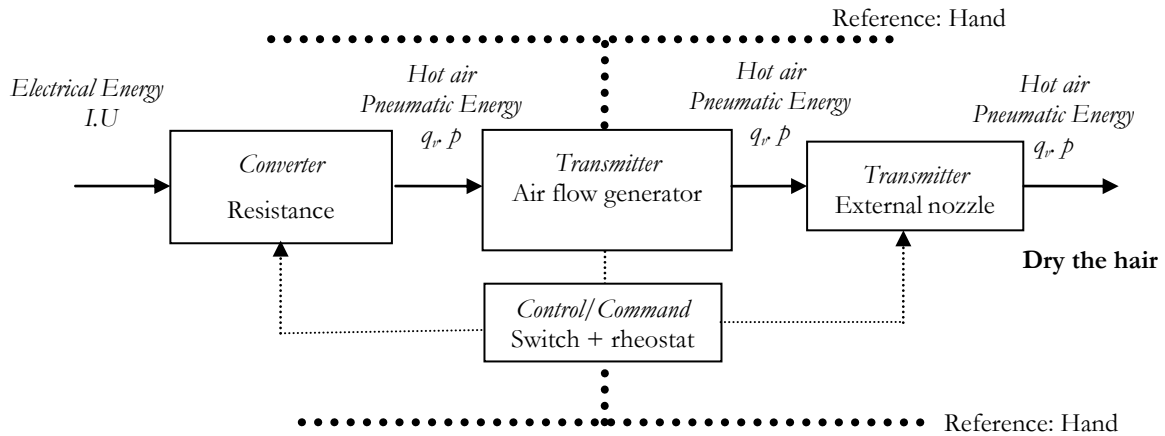 Reference: Hand
Electrical Energy
I.U
Hot air
Pneumatic Energy
qᵥ. p
Hot air
Pneumatic Energy
qᵥ. p
Hot air
Pneumatic Energy
qᵥ. p
Converter
Resistance
Transmitter
Air flow generator
Transmitter
External nozzle
Dry the hair
Control/Command
Switch + rheostat
Reference: Hand